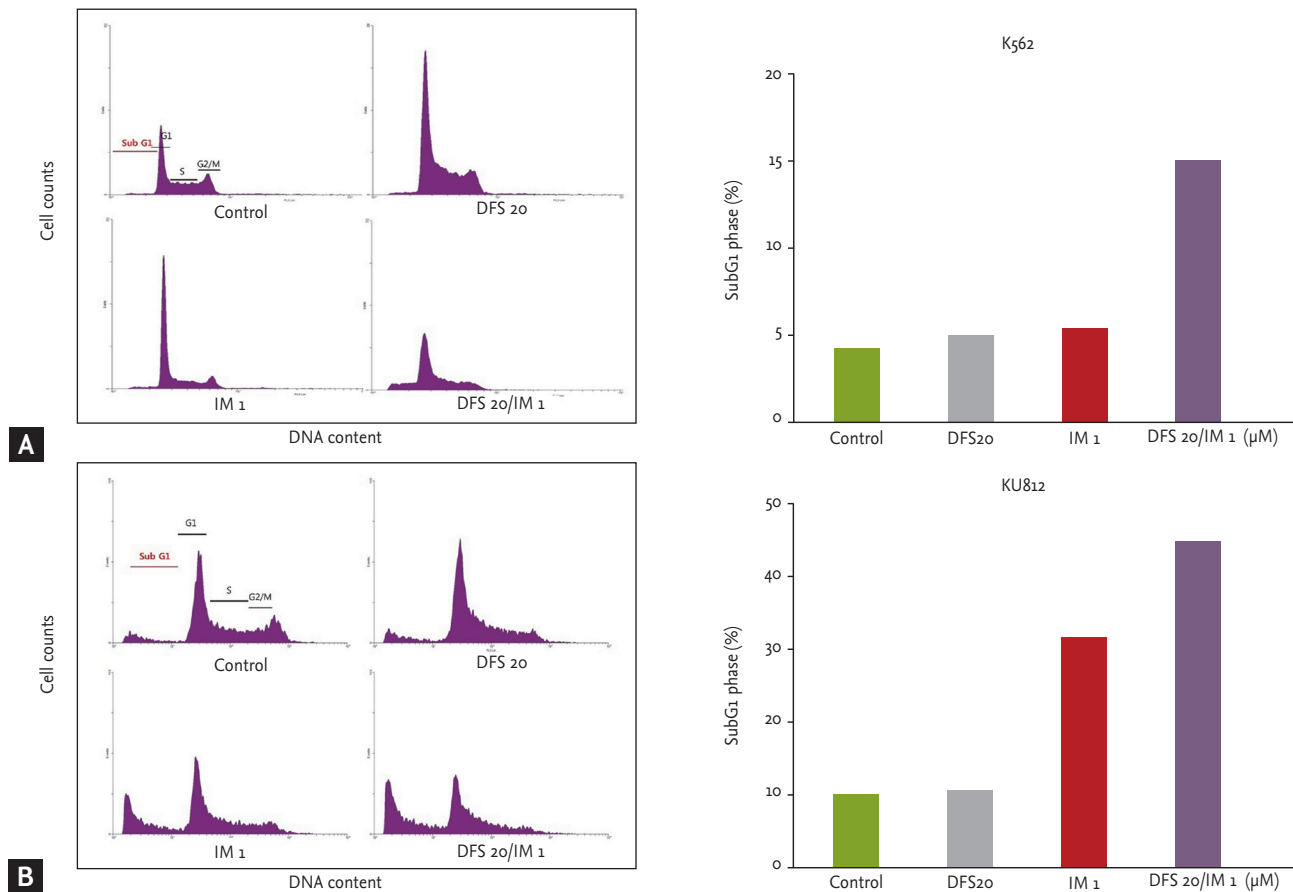 Cell counts
Sub G1
G1
S
G2/M
Control
DFS 20
IM 1
DFS 20/IM 1
DNA content
A
K562
SubG1 phase (%)
20
15
10
5
0
Control
DFS20
IM 1
DFS 20/IM 1 (µM)
Cell counts
G1
Sub G1
S
G2/M
Control
DFS 20
IM 1
DFS 20/IM 1
DNA content
B
KU812
SubG1 phase (%)
50
40
30
20
10
0
Control
DFS20
IM 1
DFS 20/IM 1 (µM)